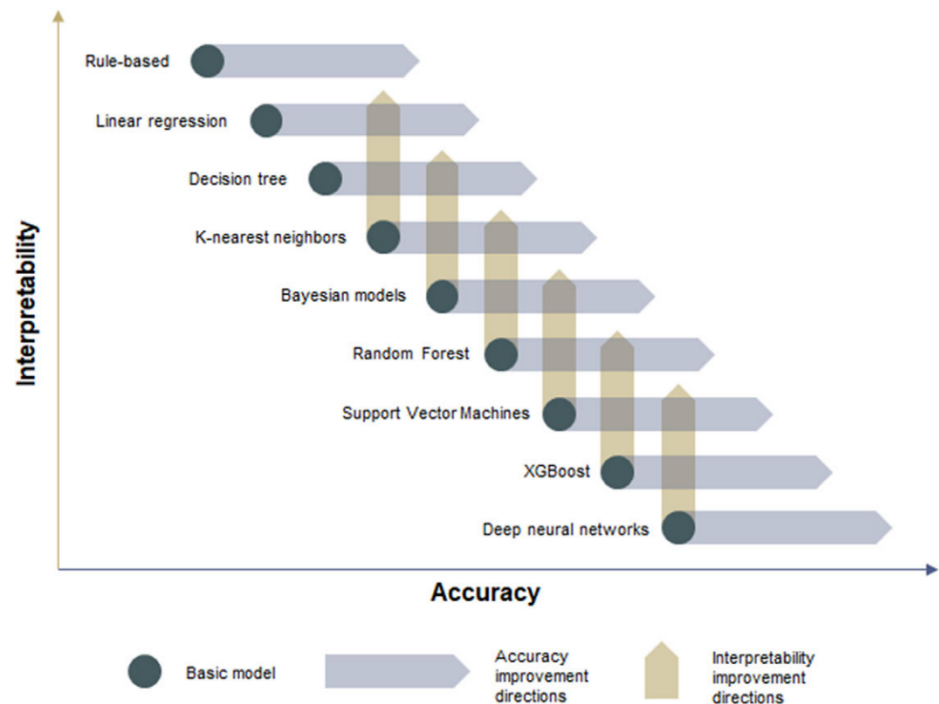 Rule-based
Linear regression
Decision tree
K-nearest neighbors
Bayesian models
Random Forest
Support Vector Machines
XGBoost
Deep neural networks
Interpretability
Accuracy
Basic model
Accuracy
improvement
directions
Interpretability
improvement
directions